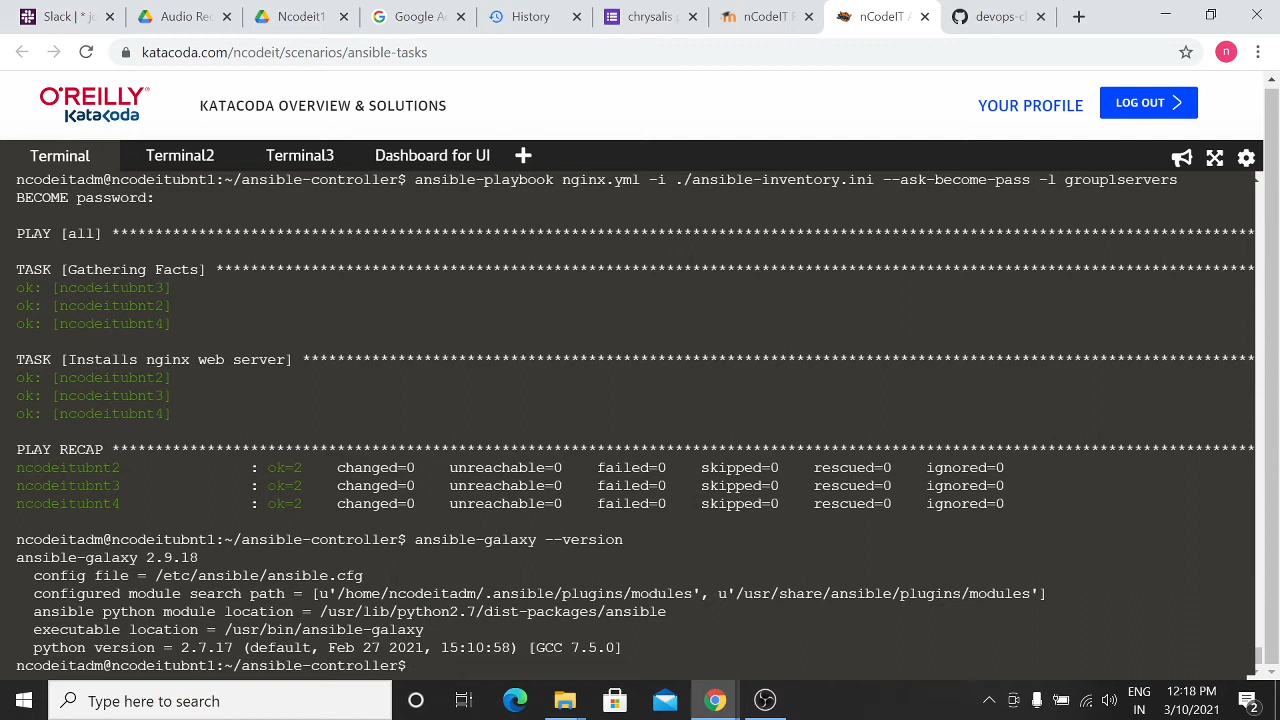 Slack | * jc
Audio Rec
Ncodeit1
Google Ac
History
chrysalis p
nCodeIT F
nCodeIT A
devops-cl
katacoda.com/ncodeit/scenarios/ansible-tasks
n
O'REILLY®
KataKoda
KATACODA OVERVIEW & SOLUTIONS
YOUR PROFILE
LOG OUT
Terminal
Terminal2
Terminal3
Dashboard for UI
ncodeitadm@ncodeitubnt1:~/ansible-controller$ ansible-playbook nginx.yml -i ./ansible-inventory.ini --ask-become-pass -l group1servers
BECOME password:
PLAY [all] ************************************************************************************************************************************
TASK [Gathering Facts] ************************************************************************************************************************
ok: [ncodeitubnt3]
ok: [ncodeitubnt2]
ok: [ncodeitubnt4]
TASK [Installs nginx web server] **************************************************************************************************************
ok: [ncodeitubnt2]
ok: [ncodeitubnt3]
ok: [ncodeitubnt4]
PLAY RECAP ************************************************************************************************************************************
ncodeitubnt2 : ok=2 changed=0 unreachable=0 failed=0 skipped=0 rescued=0 ignored=0
ncodeitubnt3 : ok=2 changed=0 unreachable=0 failed=0 skipped=0 rescued=0 ignored=0
ncodeitubnt4 : ok=2 changed=0 unreachable=0 failed=0 skipped=0 rescued=0 ignored=0
ncodeitadm@ncodeitubnt1:~/ansible-controller$ ansible-galaxy --version
ansible-galaxy 2.9.18
config file = /etc/ansible/ansible.cfg
configured module search path = [u'/home/ncodeitadm/.ansible/plugins/modules', u'/usr/share/ansible/plugins/modules']
ansible python module location = /usr/lib/python2.7/dist-packages/ansible
executable location = /usr/bin/ansible-galaxy
python version = 2.7.17 (default, Feb 27 2021, 15:10:58) [GCC 7.5.0]
ncodeitadm@ncodeitubnt1:~/ansible-controller$
Type here to search
ENG
IN
12:18 PM
3/10/2021
2